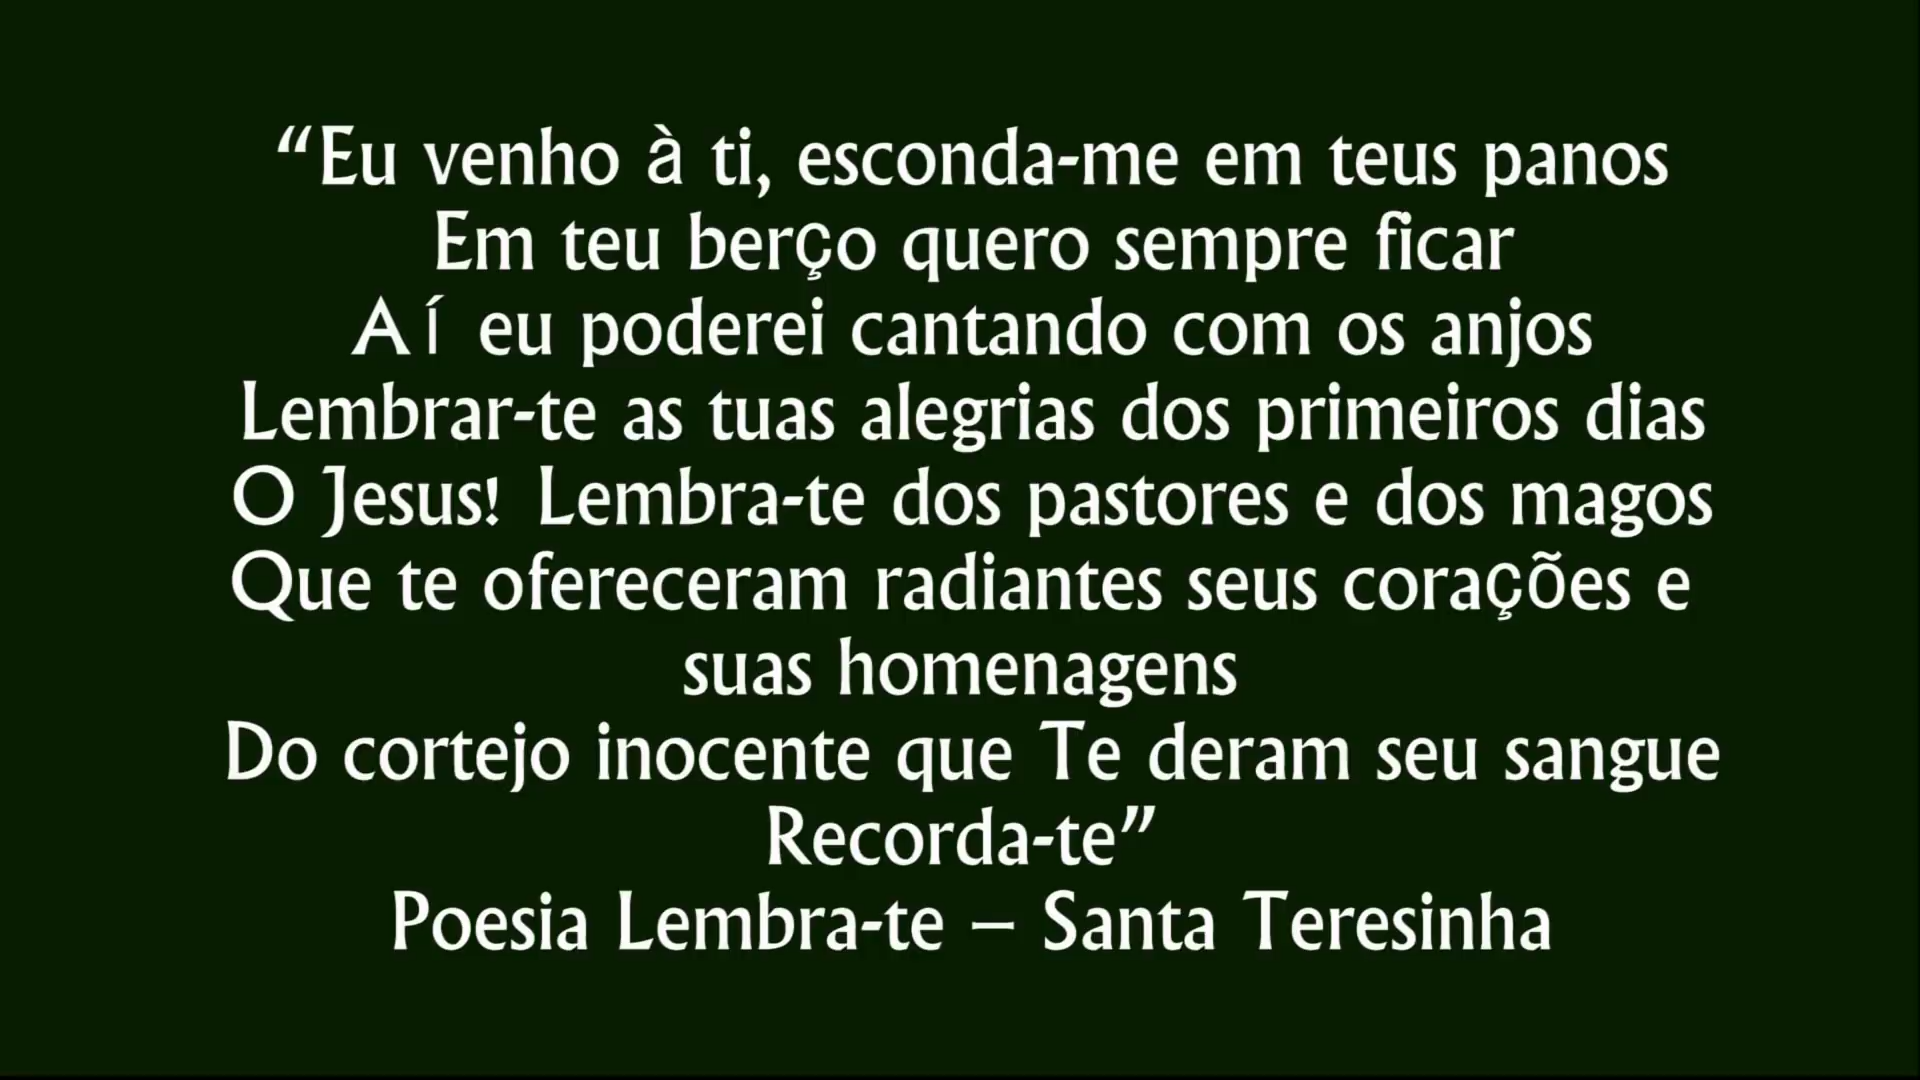 “Eu venho à ti, esconda-me em teus panos
Em teu berço quero sempre ficar
Aí eu poderei cantando com os anjos
Lembrar-te as tuas alegrias dos primeiros dias
O Jesus! Lembra-te dos pastores e dos magos
Que te ofereceram radiantes seus corações e
suas homenagens
Do cortejo inocente que Te deram seu sangue
Recorda-te”
Poesia Lembra-te – Santa Teresinha